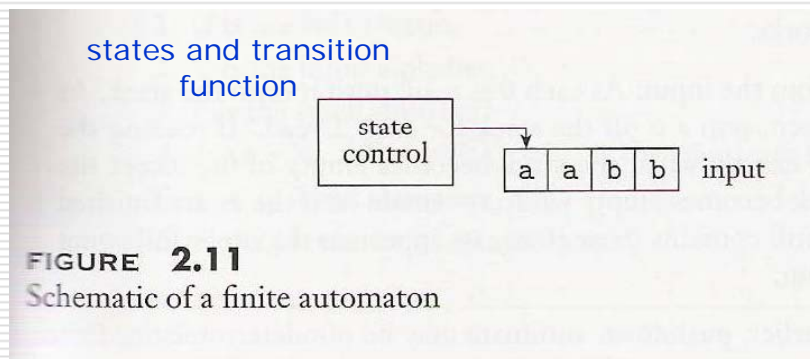 states and transition
function
state
control
a a b b input
FIGURE 2.11
Schematic of a finite automaton